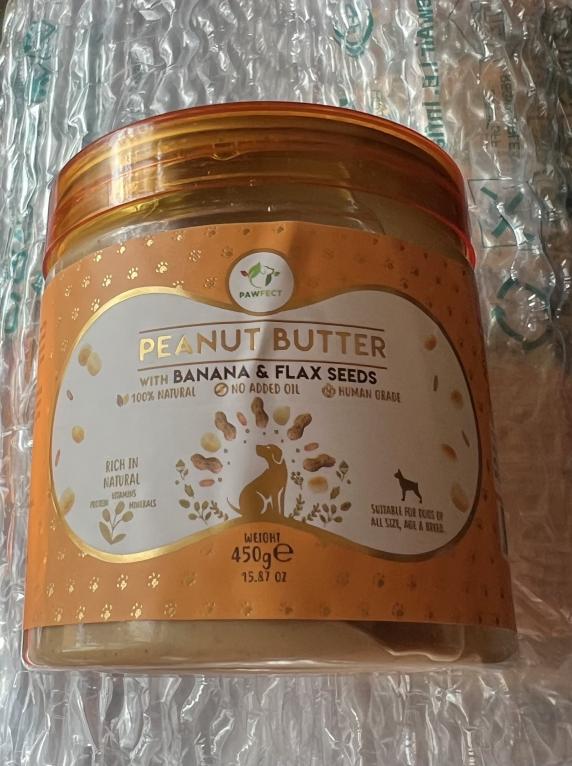 PAWFECT
PEANUT BUTTER
WITH BANANA & FLAX SEEDS
100% NATURAL NO ADDED OIL HUMAN GRADE
RICH IN
NATURAL
VITAMINS
PROTEIN MINERALS
SUITABLE FOR DOGS OF
ALL SIZE, AGE & BREED
WEIGHT
450g℮
15.87 OZ